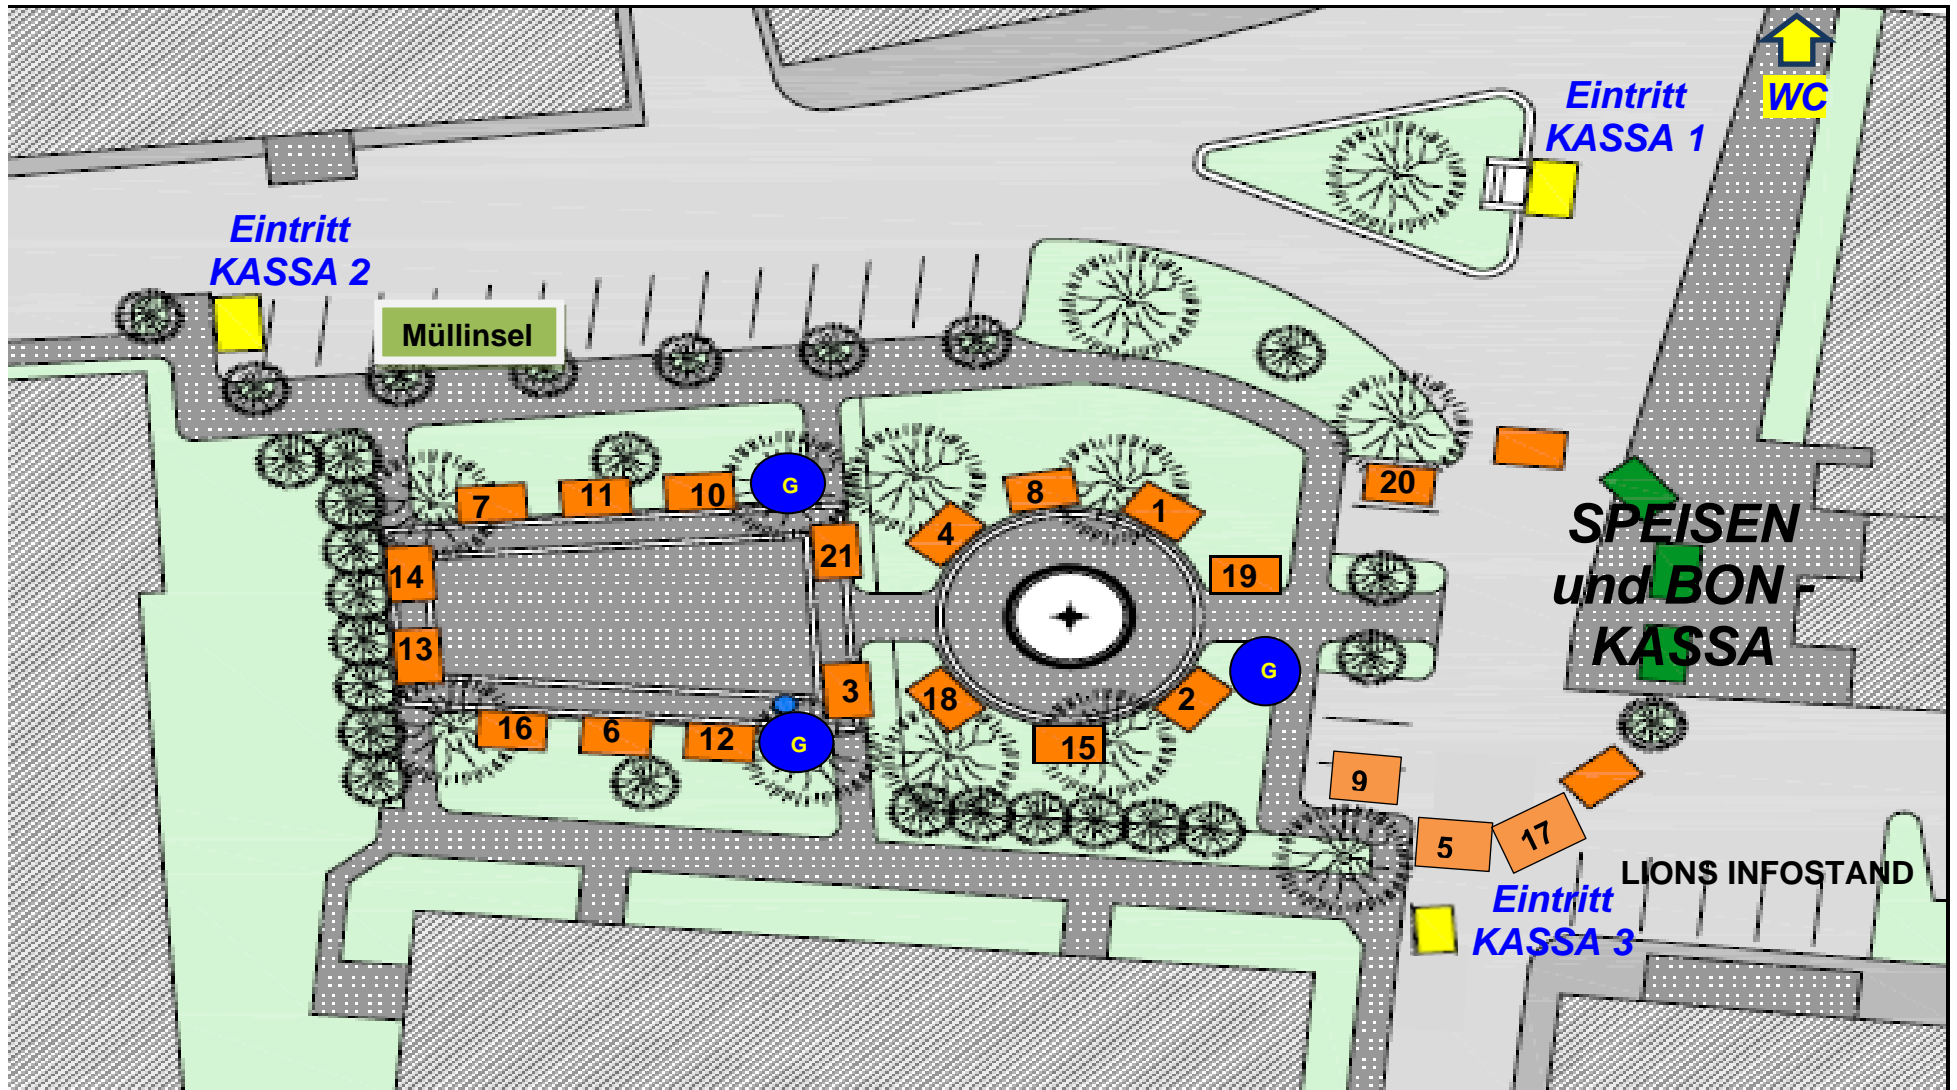 WC
Eintritt
KASSA 1
Eintritt
KASSA 2
Müllinsel
20
7
11
10
G
8
1
4
21
14
19
SPEISEN
und BON -
KASSA
13
3
18
2
G
16
6
12
G
15
9
5
17
LIONS INFOSTAND
Eintritt
KASSA 3